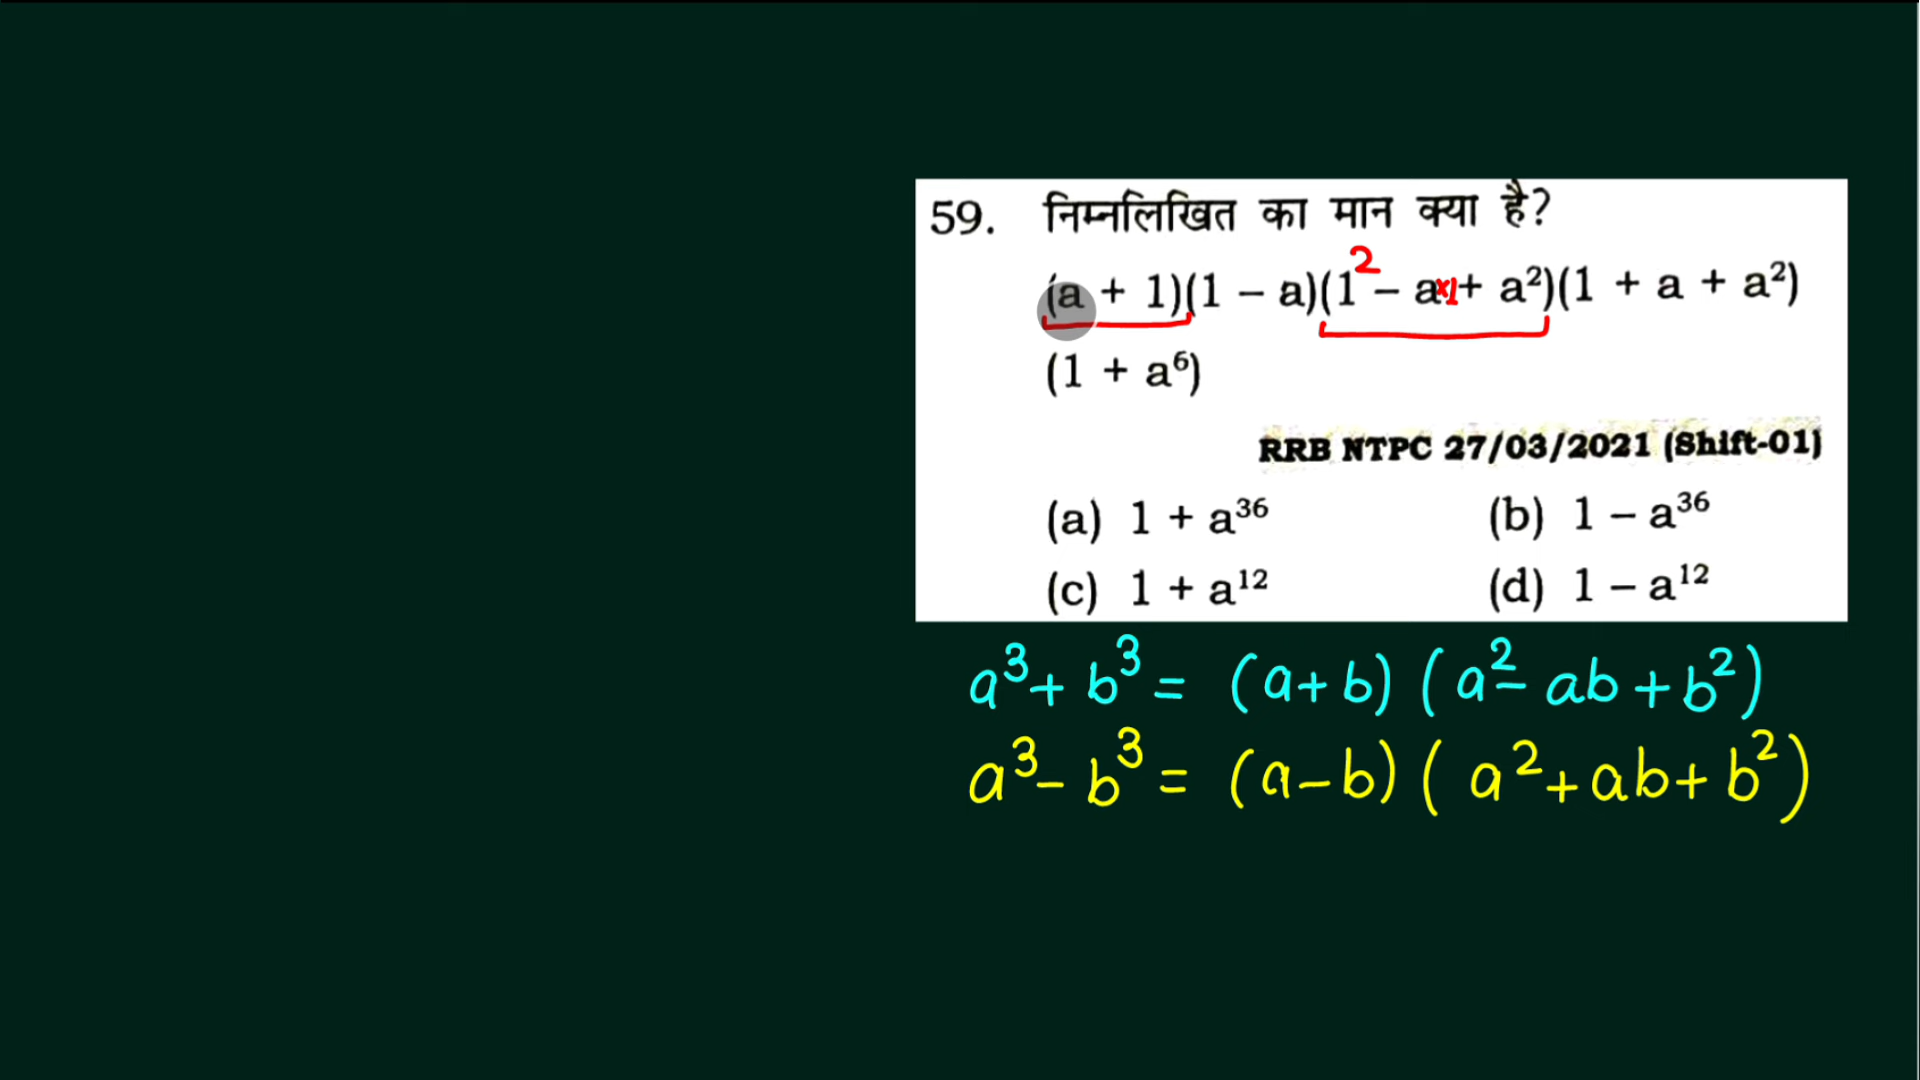 59. निम्नलिखित का मान क्या है?
(a + 1)(1 – a)(1² – a×1 + a²)(1 + a + a²)
(1 + a⁶)
RRB NTPC 27/03/2021 (Shift-01)
(a) 1 + a³⁶ (b) 1 – a³⁶
(c) 1 + a¹² (d) 1 – a¹²
a³ + b³ = (a+b) (a² – ab + b²)
a³ – b³ = (a–b) (a² + ab + b²)